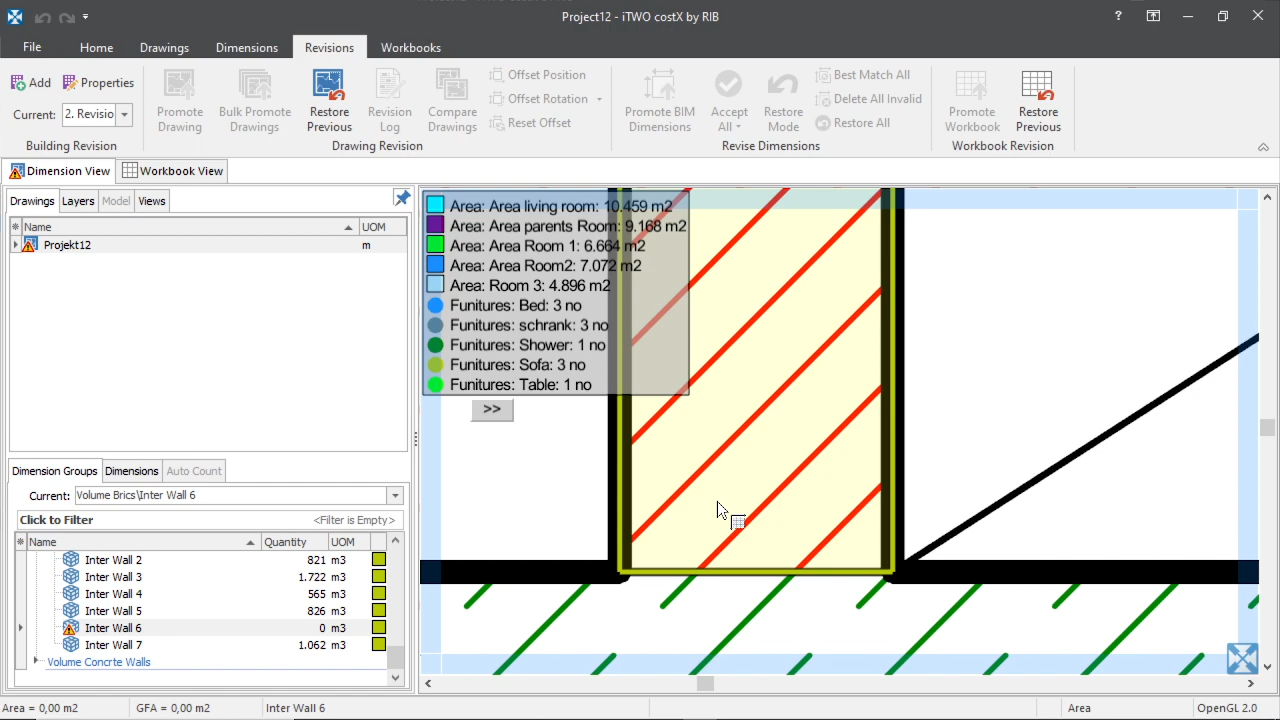 Project12 - iTWO costX by RIB
?
File Home Drawings Dimensions Revisions Workbooks
Add Properties
Current: 2. Revisio
Building Revision
Promote Drawing
Bulk Promote Drawings
Restore Previous
Revision Log
Compare Drawings
Offset Position
Offset Rotation
Reset Offset
Drawing Revision
Promote BIM Dimensions
Accept All
Restore Mode
Best Match All
Delete All Invalid
Restore All
Revise Dimensions
Promote Workbook
Restore Previous
Workbook Revision
Dimension View Workbook View
Drawings Layers Model Views
Name UOM
Projekt12 m
Area: Area living room: 10.459 m2
Area: Area parents Room: 9.168 m2
Area: Area Room 1: 6.664 m2
Area: Area Room2: 7.072 m2
Area: Room 3: 4.896 m2
Funitures: Bed: 3 no
Funitures: schrank: 3 no
Funitures: Shower: 1 no
Funitures: Sofa: 3 no
Funitures: Table: 1 no
>>
Dimension Groups Dimensions Auto Count
Current: Volume Brics\Inter Wall 6
Click to Filter <Filter is Empty>
Name Quantity UOM
Inter Wall 2 821 m3
Inter Wall 3 1.722 m3
Inter Wall 4 565 m3
Inter Wall 5 826 m3
Inter Wall 6 0 m3
Inter Wall 7 1.062 m3
Volume Concrte Walls
Area = 0,00 m2 GFA = 0,00 m2 Inter Wall 6 Area OpenGL 2.0